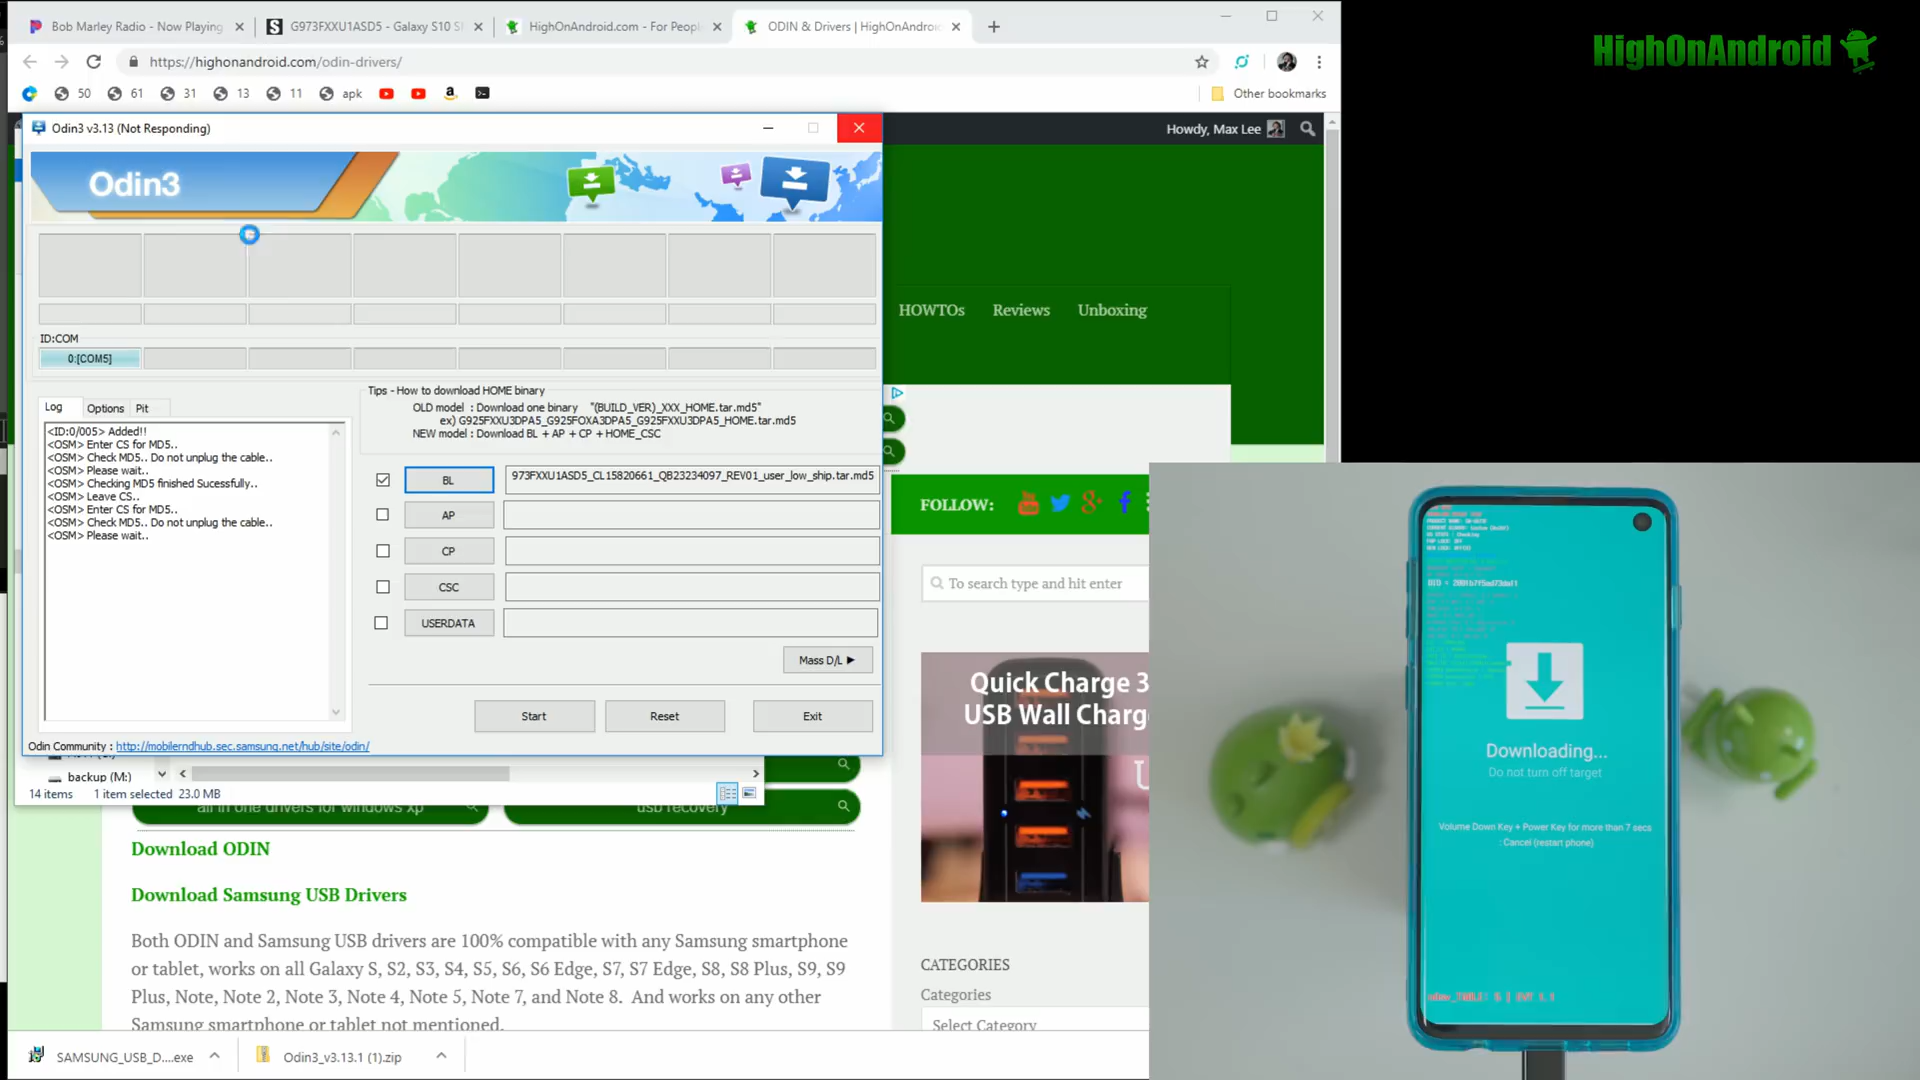 Bob Marley Radio - Now Playing
G973FXXU1ASD5 - Galaxy S10 S
HighOnAndroid.com - For People
ODIN & Drivers | HighOnAndroid
HighOnAndroid
https://highonandroid.com/odin-drivers/
50
61
31
13
11
apk
Other bookmarks
Odin3 v3.13 (Not Responding)
Howdy, Max Lee
Odin3
HOWTOs
Reviews
Unboxing
ID:COM
0:[COM5]
Log
Options
Pit
<ID:0/005> Added!!
<OSM> Enter CS for MD5..
<OSM> Check MD5.. Do not unplug the cable..
<OSM> Please wait..
<OSM> Checking MD5 finished Sucessfully..
<OSM> Leave CS..
<OSM> Enter CS for MD5..
<OSM> Check MD5.. Do not unplug the cable..
<OSM> Please wait..
Tips - How to download HOME binary
OLD model : Download one binary "(BUILD_VER)_XXX_HOME.tar.md5"
ex) G925FXXU3DPA5_G925FOXA3DPA5_G925FXXU3DPA5_HOME.tar.md5
NEW model : Download BL + AP + CP + HOME_CSC
BL
973FXXU1ASD5_CL15820661_QB23234097_REV01_user_low_ship.tar.md5
AP
CP
CSC
USERDATA
Mass D/L
Start
Reset
Exit
Odin Community : http://mobilerndhub.sec.samsung.net/hub/site/odin/
FOLLOW:
To search type and hit enter
Quick Charge 3
USB Wall Charg
backup (M:)
14 items
1 item selected 23.0 MB
all in one drivers for windows xp
usb recovery
Download ODIN
Download Samsung USB Drivers
Both ODIN and Samsung USB drivers are 100% compatible with any Samsung smartphone
or tablet, works on all Galaxy S, S2, S3, S4, S5, S6, S6 Edge, S7, S7 Edge, S8, S8 Plus, S9, S9
Plus, Note, Note 2, Note 3, Note 4, Note 5, Note 7, and Note 8. And works on any other
Samsung smartphone or tablet not mentioned.
CATEGORIES
Categories
Select Category
SAMSUNG_USB_D....exe
Odin3_v3.13.1 (1).zip
Downloading...
Do not turn off target
Volume Down Key + Power Key for more than 7 secs
: Cancel (restart phone)